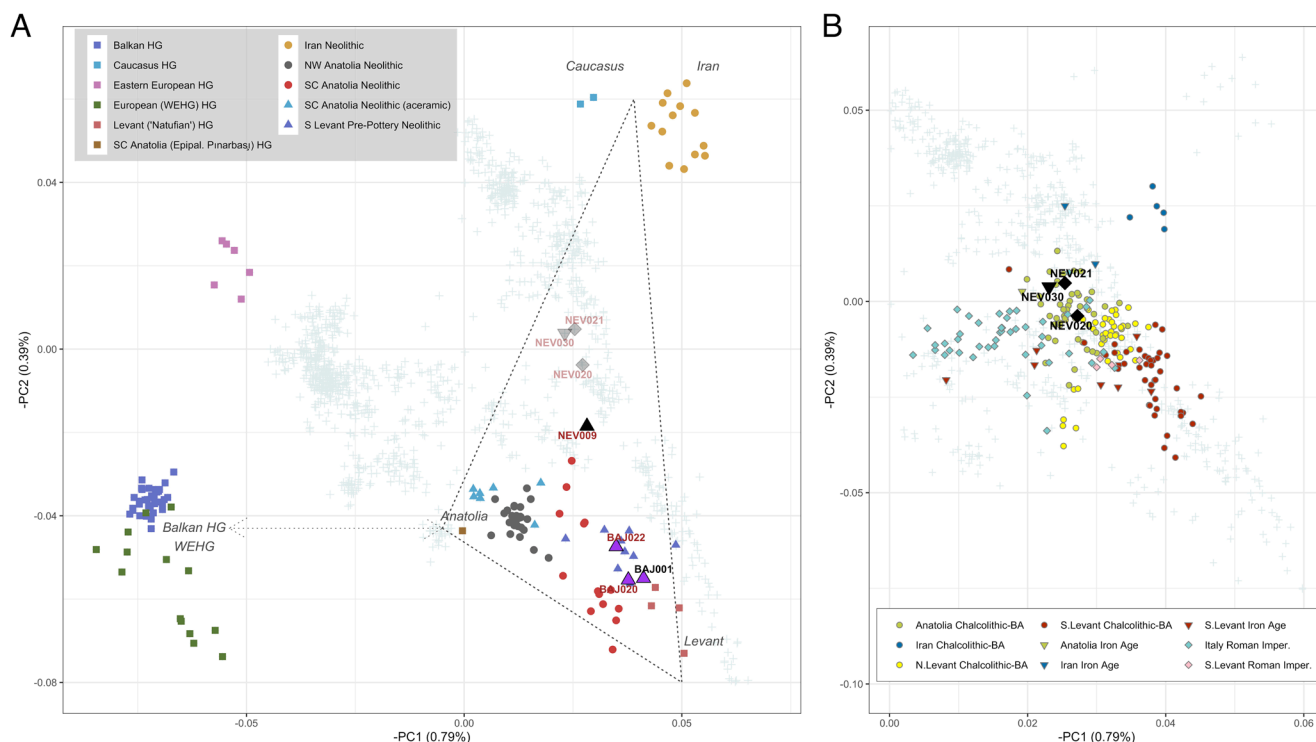 A
B
Balkan HG
Caucasus HG
Eastern European HG
European (WEHG) HG
Levant ('Natufian') HG
SC Anatolia (Epipal. Pınarbaşı) HG
Iran Neolithic
NW Anatolia Neolithic
SC Anatolia Neolithic
SC Anatolia Neolithic (aceramic)
S Levant Pre-Pottery Neolithic
Caucasus
Iran
NEV021
NEV030
NEV020
NEV009
Anatolia
Balkan HG
WEHG
BAJ022
BAJ001
BAJ020
Levant
0.04
0.00
-0.04
-0.08
-PC2 (0.39%)
-0.05
0.00
0.05
-PC1 (0.79%)
NEV021
NEV030
NEV020
0.05
0.00
-0.05
-0.10
-PC2 (0.39%)
Anatolia Chalcolithic-BA
Iran Chalcolithic-BA
N.Levant Chalcolithic-BA
S.Levant Chalcolithic-BA
Anatolia Iron Age
Iran Iron Age
S.Levant Iron Age
Italy Roman Imper.
S.Levant Roman Imper.
0.00
0.02
0.04
0.06
-PC1 (0.79%)